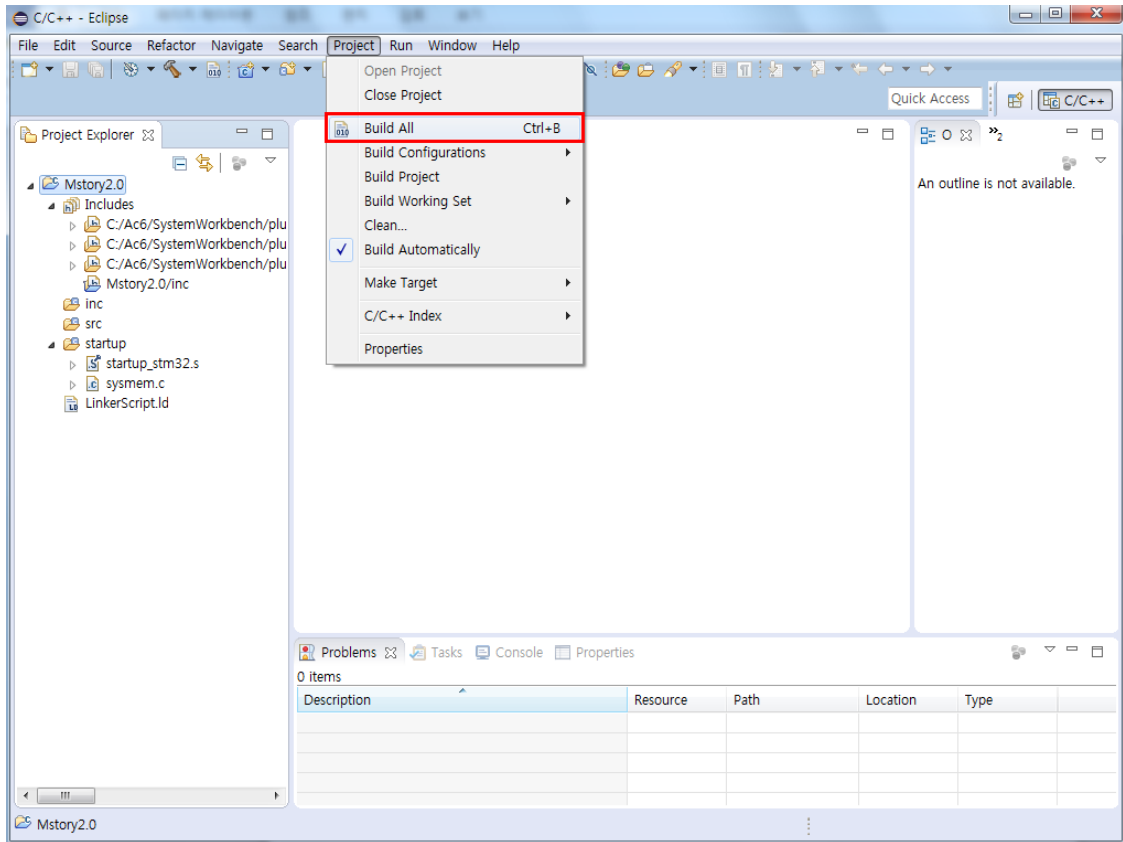 C/C++ - Eclipse
File Edit Source Refactor Navigate Search Project Run Window Help
Quick Access
C/C++
Open Project
Close Project
Build All Ctrl+B
Build Configurations
Build Project
Build Working Set
Clean...
Build Automatically
Make Target
C/C++ Index
Properties
Project Explorer
Mstory2.0
Includes
C:/Ac6/SystemWorkbench/plu
C:/Ac6/SystemWorkbench/plu
C:/Ac6/SystemWorkbench/plu
Mstory2.0/inc
inc
src
startup
startup_stm32.s
sysmem.c
LinkerScript.ld
O
»2
An outline is not available.
Problems Tasks Console Properties
0 items
Description Resource Path Location Type
Mstory2.0